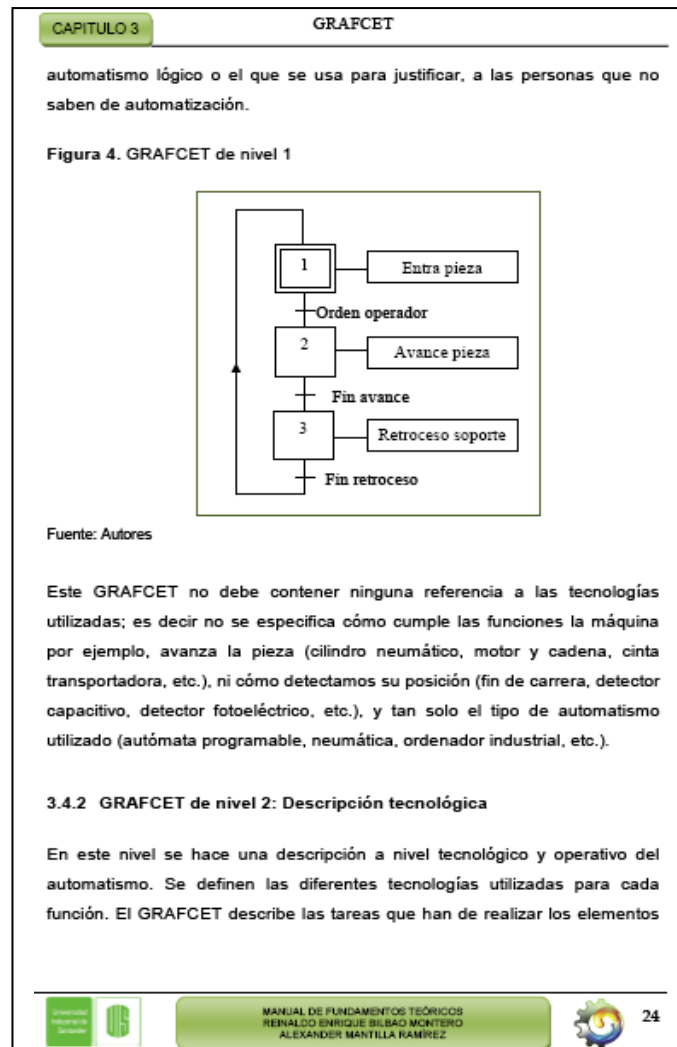 CAPITULO 3
GRAFCET
automatismo lógico o el que se usa para justificar, a las personas que no
saben de automatización.
Figura 4. GRAFCET de nivel 1
1
Entra pieza
Orden operador
2
Avance pieza
Fin avance
3
Retroceso soporte
Fin retroceso
Fuente: Autores
Este GRAFCET no debe contener ninguna referencia a las tecnologías
utilizadas; es decir no se especifica cómo cumple las funciones la máquina
por ejemplo, avanza la pieza (cilindro neumático, motor y cadena, cinta
transportadora, etc.), ni cómo detectamos su posición (fin de carrera, detector
capacitivo, detector fotoeléctrico, etc.), y tan solo el tipo de automatismo
utilizado (autómata programable, neumática, ordenador industrial, etc.).
3.4.2 GRAFCET de nivel 2: Descripción tecnológica
En este nivel se hace una descripción a nivel tecnológico y operativo del
automatismo. Se definen las diferentes tecnologías utilizadas para cada
función. El GRAFCET describe las tareas que han de realizar los elementos
Universidad
Industrial de
Santander
UIS
MANUAL DE FUNDAMENTOS TEÓRICOS
REINALDO ENRIQUE BILBAO MONTERO
ALEXANDER MANTILLA RAMÍREZ
24